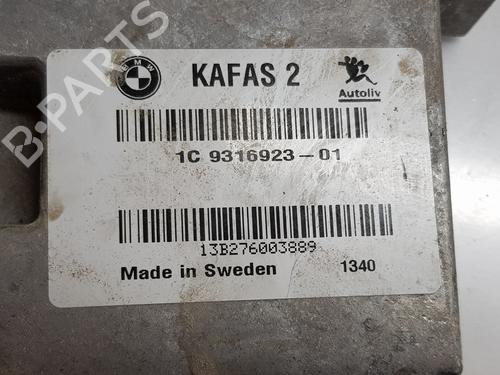 BMW
KAFAS 2
Autoliv
1C 9316923-01
13B276003889
Made in Sweden 1340
B-PARTS